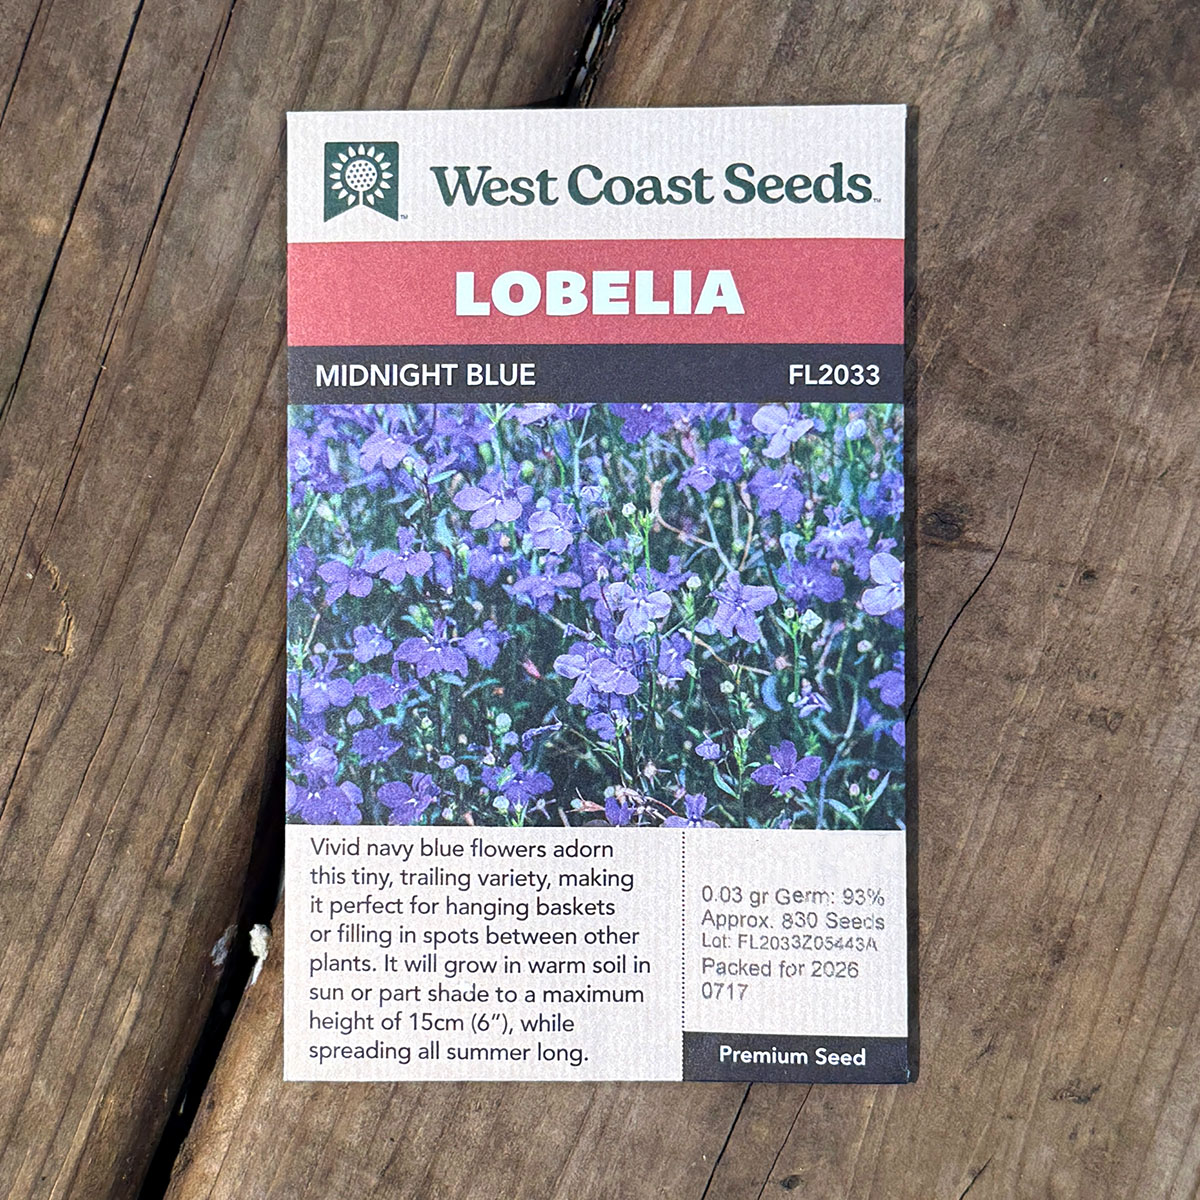 West Coast Seeds™
LOBELIA
MIDNIGHT BLUE FL2033
Vivid navy blue flowers adorn
this tiny, trailing variety, making
it perfect for hanging baskets
or filling in spots between other
plants. It will grow in warm soil in
sun or part shade to a maximum
height of 15cm (6”), while
spreading all summer long.
0.03 gr Germ: 93%
Approx. 830 Seeds
Lot: FL2033Z05443A
Packed for 2026
0717
Premium Seed